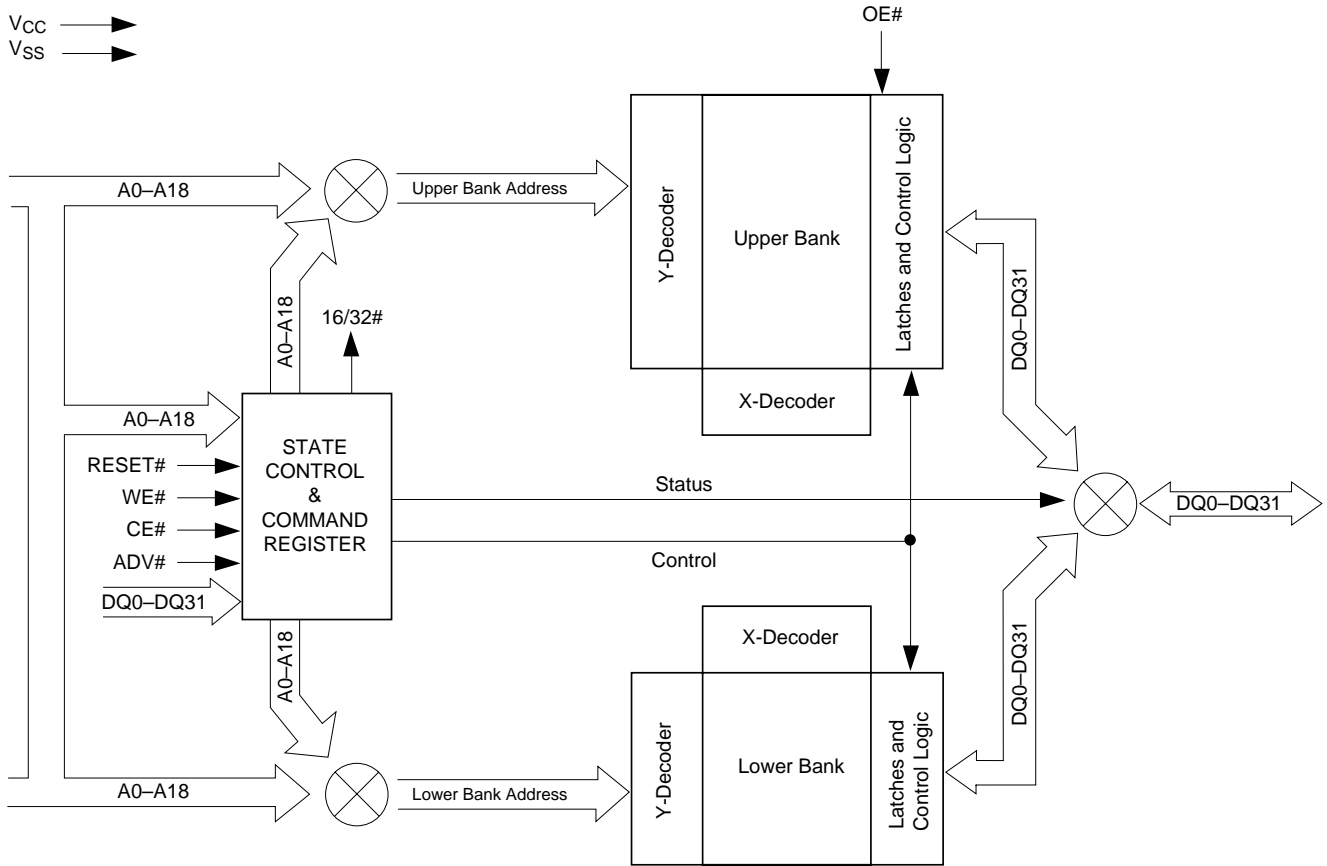 VCC
VSS
OE#
A0–A18
Upper Bank Address
Y-Decoder
Upper Bank
Latches and Control Logic
X-Decoder
DQ0–DQ31
A0–A18
16/32#
A0–A18
RESET#
WE#
CE#
ADV#
DQ0–DQ31
STATE
CONTROL
&
COMMAND
REGISTER
Status
Control
DQ0–DQ31
A0–A18
X-Decoder
Y-Decoder
Lower Bank
Latches and
Control Logic
DQ0–DQ31
A0–A18
Lower Bank Address